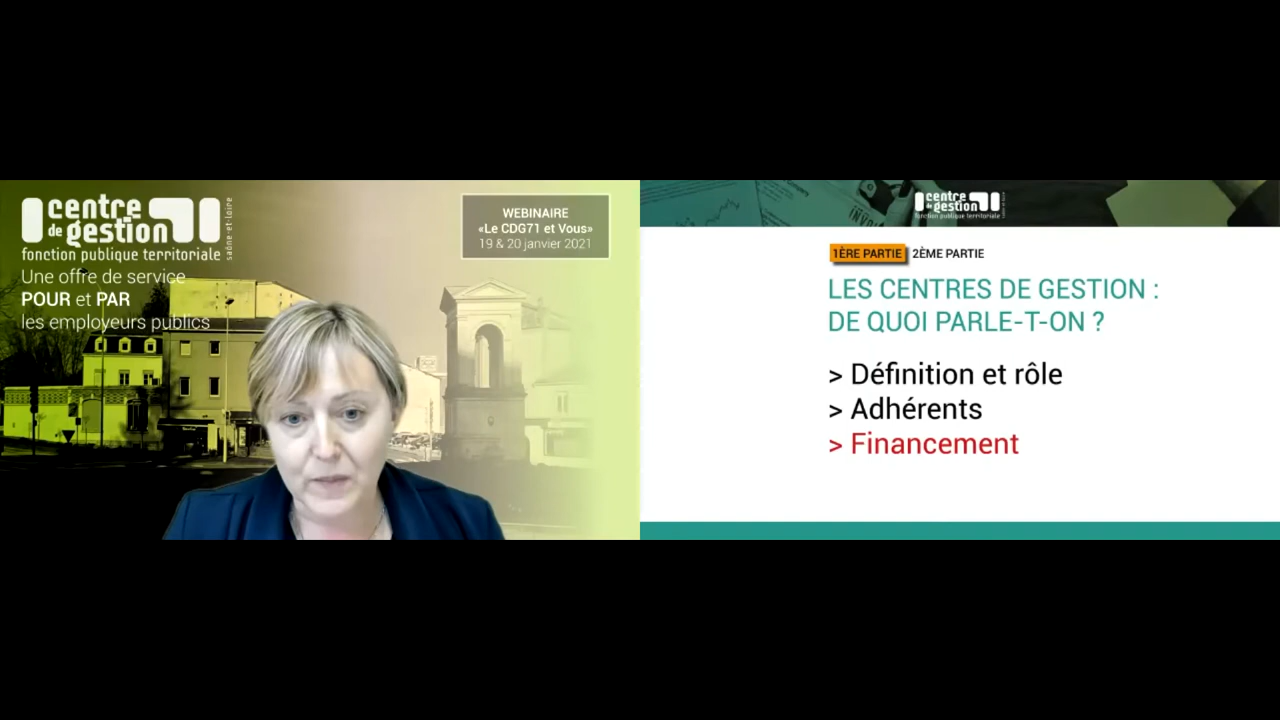 centre
de gestion 71
fonction publique territoriale
saône-et-loire
Une offre de service
POUR et PAR
les employeurs publics
WEBINAIRE
«Le CDG71 et Vous»
19 & 20 janvier 2021
centre
de gestion 71
fonction publique territoriale
1ÈRE PARTIE 2ÈME PARTIE
LES CENTRES DE GESTION :
DE QUOI PARLE-T-ON ?
> Définition et rôle
> Adhérents
> Financement